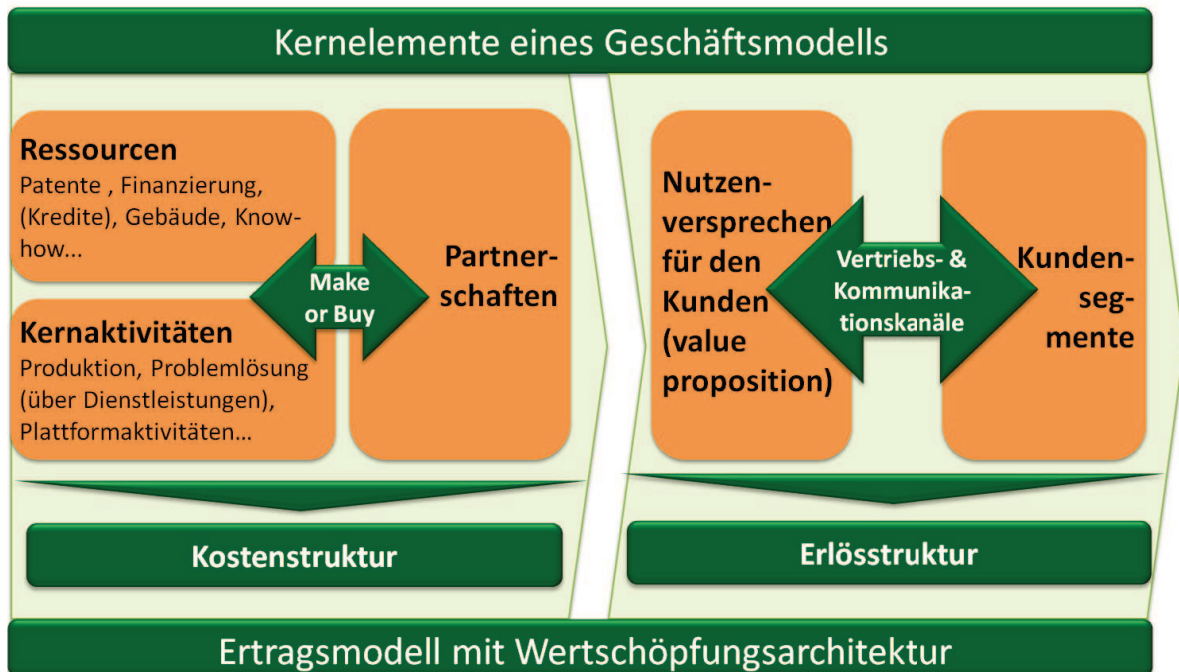 Kernelemente eines Geschäftsmodells
Ressourcen
Patente , Finanzierung,
(Kredite), Gebäude, Know-
how...
Kernaktivitäten
Produktion, Problemlösung
(über Dienstleistungen),
Plattformaktivitäten...
Make
or Buy
Partner-
schaften
Kostenstruktur
Nutzen-
versprechen
für den
Kunden
(value
proposition)
Vertriebs- &
Kommunika-
tionskanäle
Kunden-
seg-
mente
Erlösstruktur
Ertragsmodell mit Wertschöpfungsarchitektur